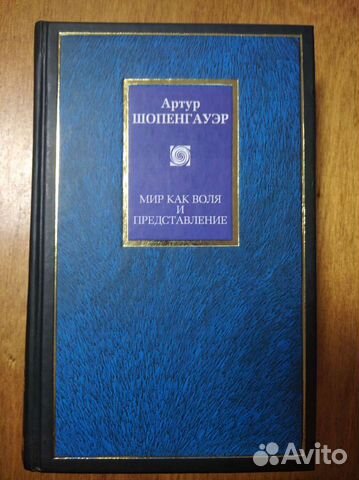 Артур
ШОПЕНГАУЭР
МИР КАК ВОЛЯ
И
ПРЕДСТАВЛЕНИЕ
Avito